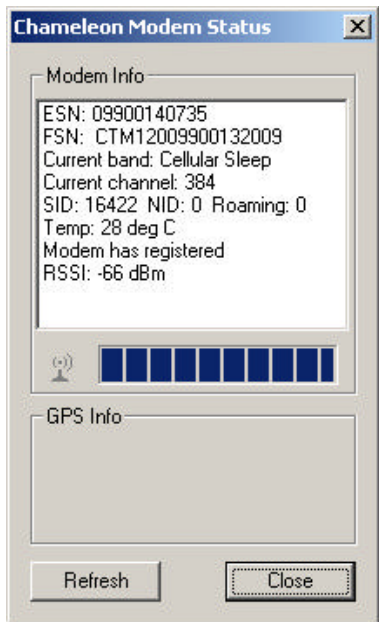 Chameleon Modem Status
Modem Info
ESN: 09900140735
FSN: CTM12009900132009
Current band: Cellular Sleep
Current channel: 384
SID: 16422 NID: 0 Roaming: 0
Temp: 28 deg C
Modem has registered
RSSI: -66 dBm
GPS Info
Refresh
Close